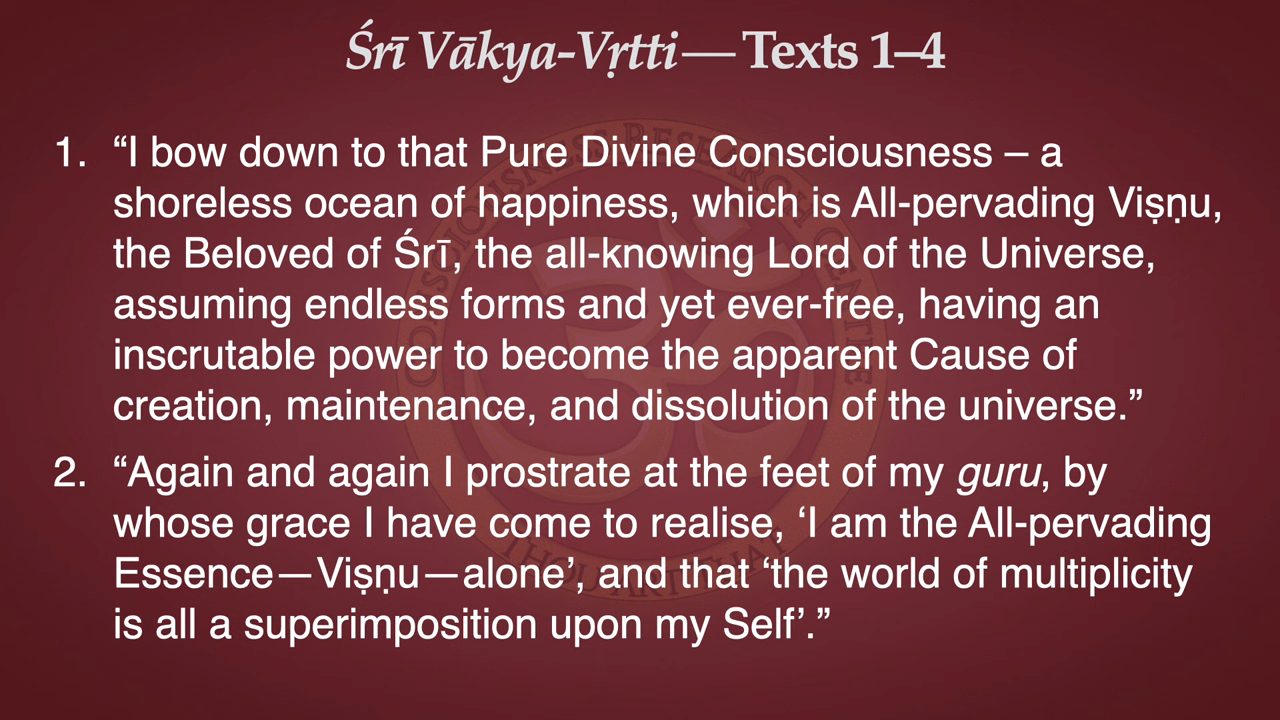 Śrī Vākya-Vṛtti—Texts 1–4
1. “I bow down to that Pure Divine Consciousness – a
shoreless ocean of happiness, which is All-pervading Viṣṇu,
the Beloved of Śrī, the all-knowing Lord of the Universe,
assuming endless forms and yet ever-free, having an
inscrutable power to become the apparent Cause of
creation, maintenance, and dissolution of the universe.”
2. “Again and again I prostrate at the feet of my guru, by
whose grace I have come to realise, ‘I am the All-pervading
Essence—Viṣṇu—alone’, and that ‘the world of multiplicity
is all a superimposition upon my Self’.”
CONSCIOUSNESS RESEARCH
THOU ART THAT
ॐ